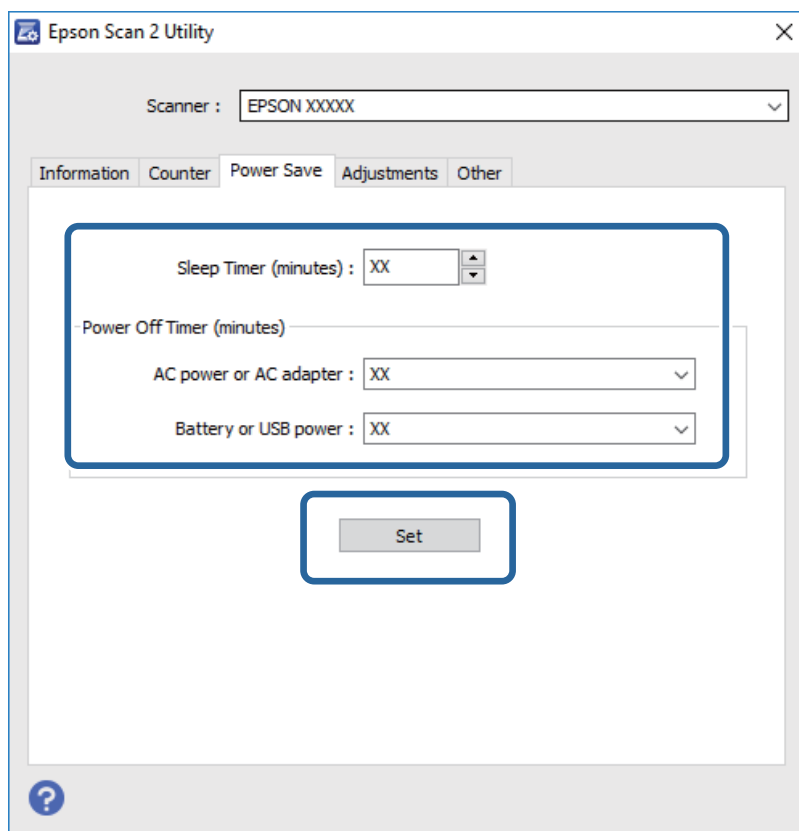 Epson Scan 2 Utility
Scanner : EPSON XXXXX
Information Counter Power Save Adjustments Other
Sleep Timer (minutes) : XX
Power Off Timer (minutes)
AC power or AC adapter : XX
Battery or USB power : XX
Set
?